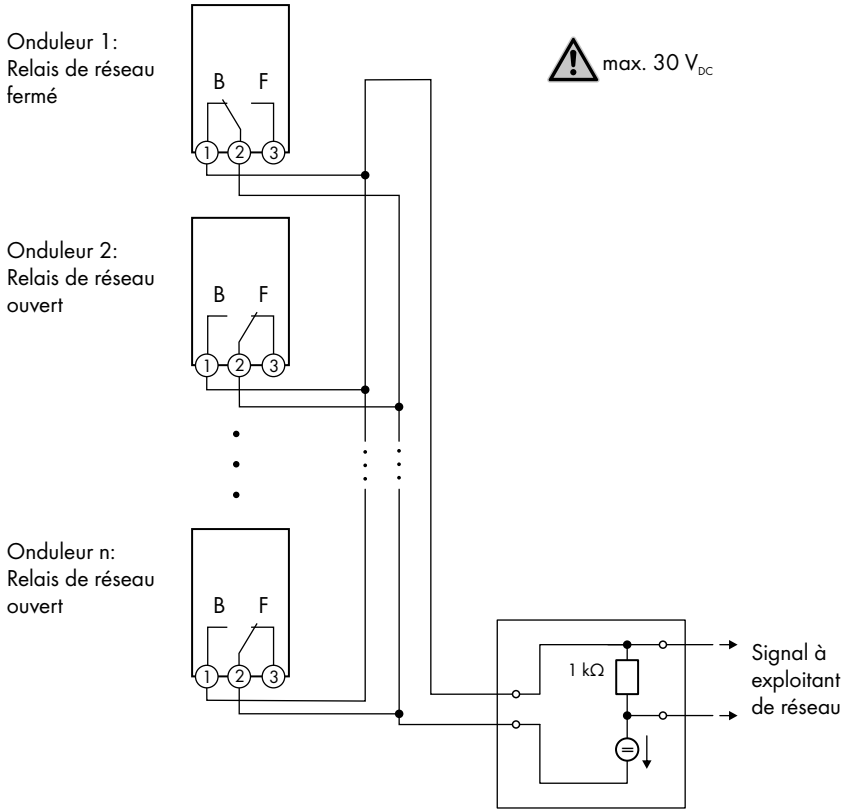 Onduleur 1:
Relais de réseau
fermé
B F
1 2 3
max. 30 V_DC
Onduleur 2:
Relais de réseau
ouvert
B F
1 2 3
Onduleur n:
Relais de réseau
ouvert
B F
1 2 3
1 kΩ
Signal à
exploitant
de réseau